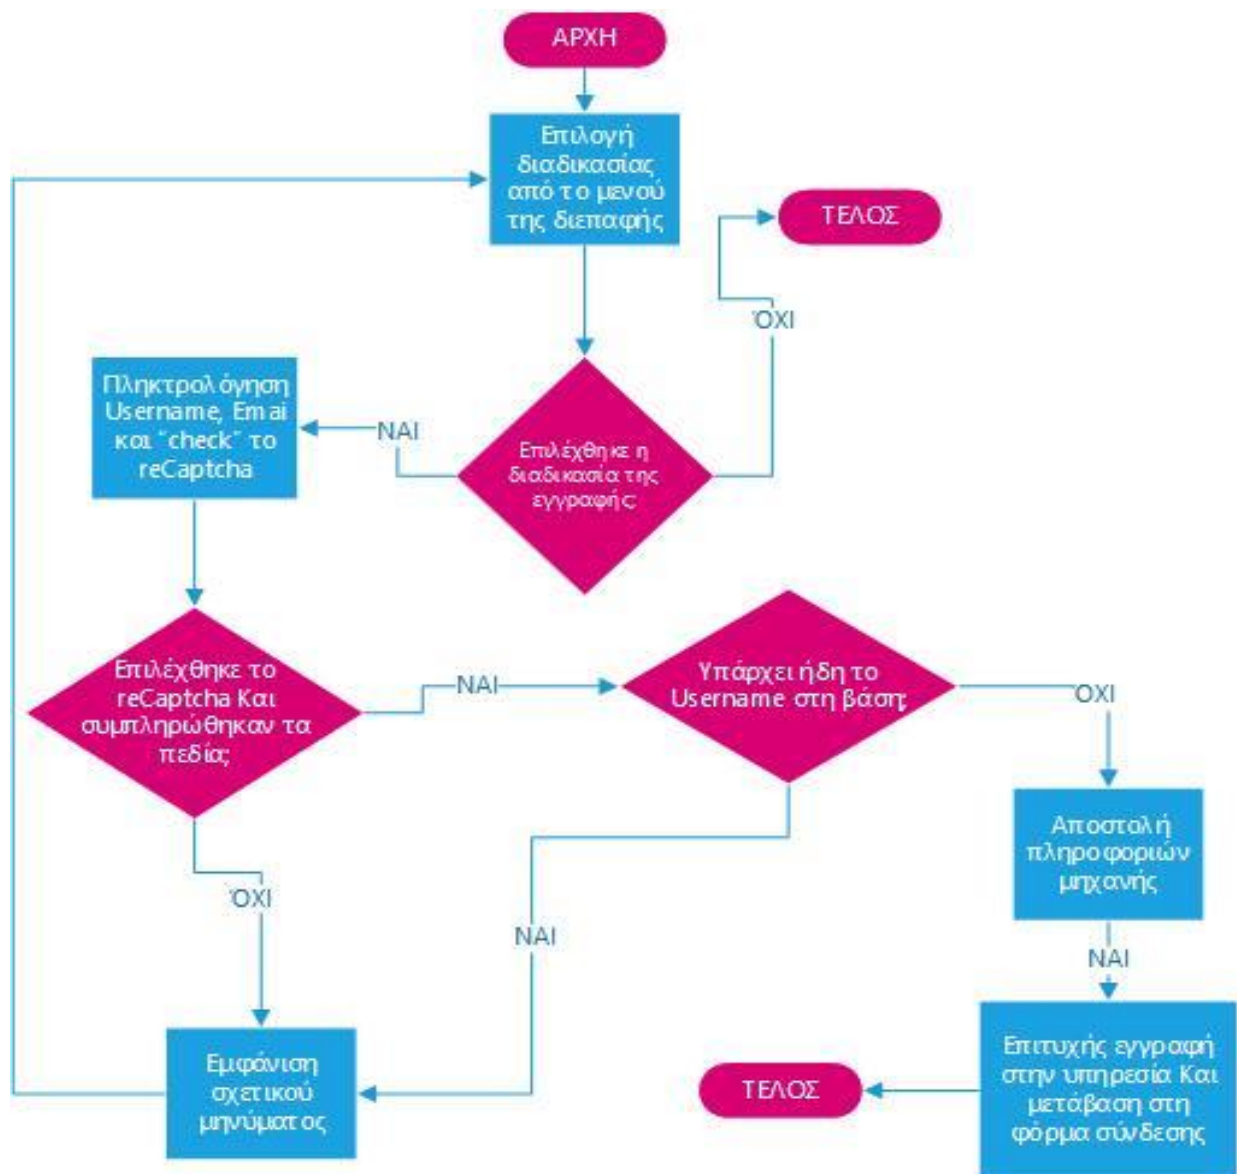 ΑΡΧΗ
Επιλογή
διαδικασίας
από το μενού
της διεπαφής
ΤΕΛΟΣ
ΌΧΙ
Πληκτρολόγηση
Username, Emai
και "check" το
reCaptcha
ΝΑΙ
Επιλέχθηκε η
διαδικασία της
εγγραφής;
Επιλέχθηκε το
reCaptcha Και
συμπληρώθηκαν τα
πεδία;
ΝΑΙ
Υπάρχει ήδη το
Username στη βάση;
ΟΧΙ
Αποστολή
πληροφοριών
μηχανής
ΌΧΙ
ΝΑΙ
ΝΑΙ
Εμφάνιση
σχετικού
μηνύματος
ΤΕΛΟΣ
Επιτυχής εγγραφή
στην υπηρεσία Και
μετάβαση στη
φόρμα σύνδεσης